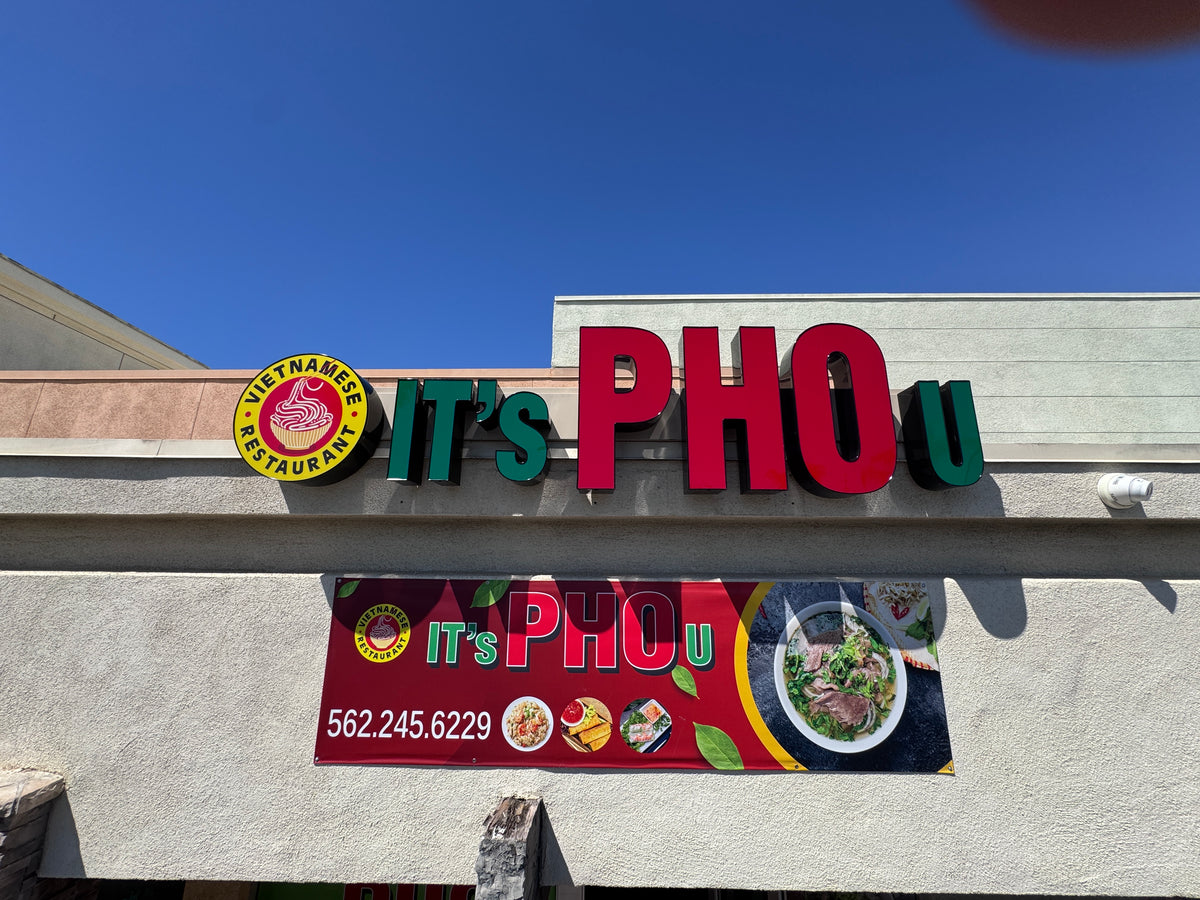 VIETNAMESE RESTAURANT
IT's PHO U
VIETNAMESE RESTAURANT
IT's PHO U
562.245.6229